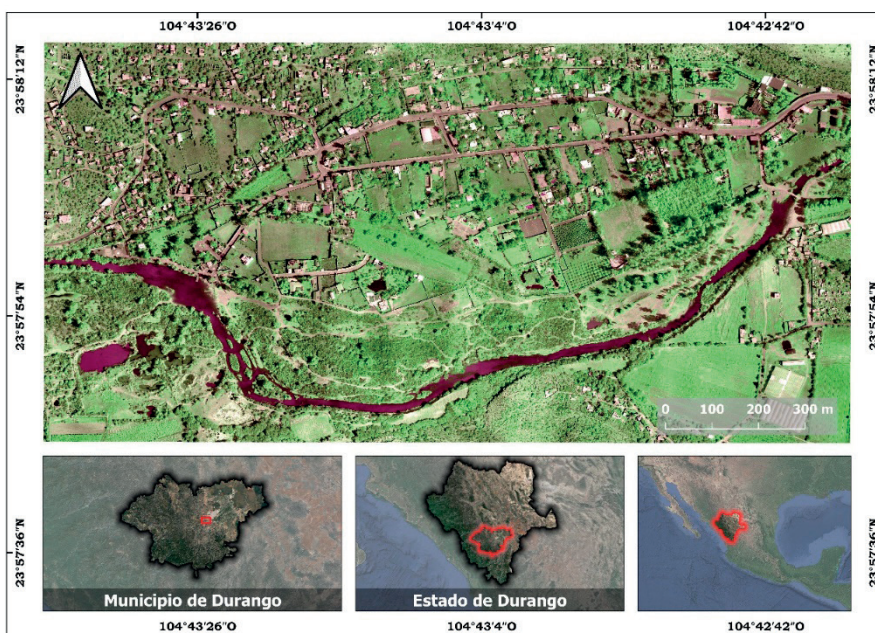 104°43′26″O 104°43′4″O 104°42′42″O
23°58′12″N 23°58′12″N
23°57′54″N 23°57′54″N
0 100 200 300 m
23°57′36″N 23°57′36″N
Municipio de Durango Estado de Durango
104°43′26″O 104°43′4″O 104°42′42″O